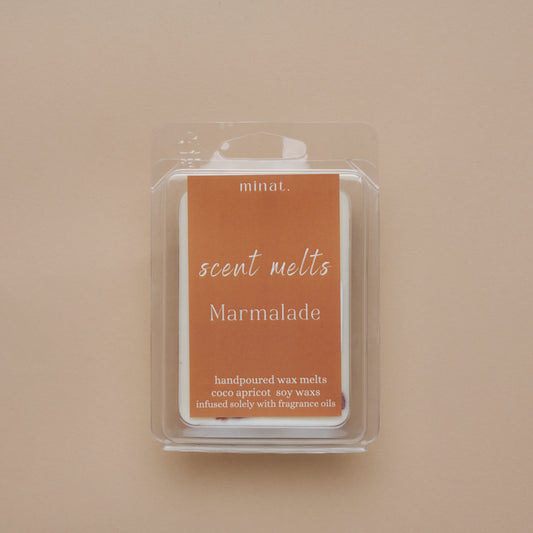 minat.
scent melts
Marmalade
handpoured wax melts
coco apricot soy waxs
infused solely with fragrance oils